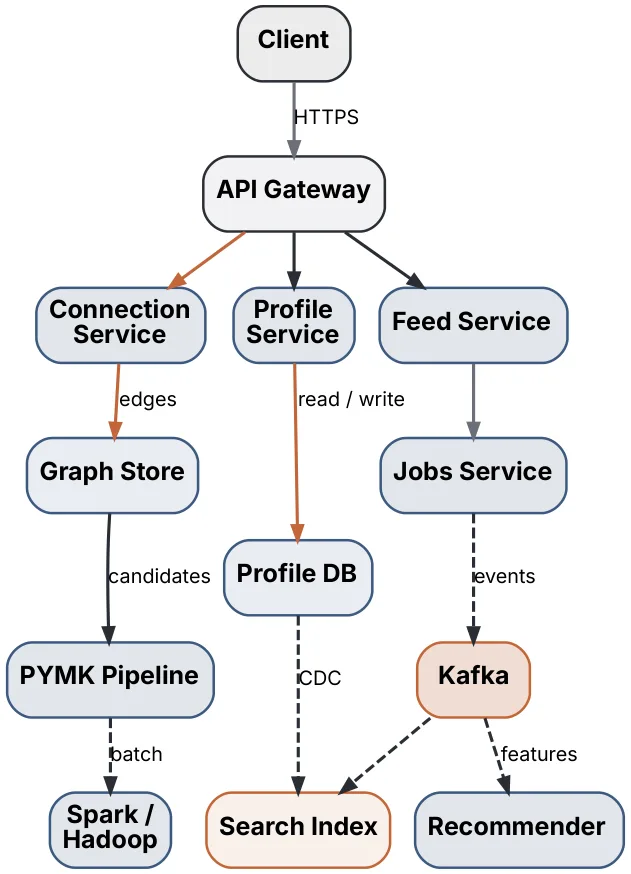 Client
HTTPS
API Gateway
Connection
Service
Profile
Service
Feed Service
edges
read / write
Graph Store
Jobs Service
candidates
Profile DB
events
PYMK Pipeline
CDC
Kafka
batch
features
Spark /
Hadoop
Search Index
Recommender